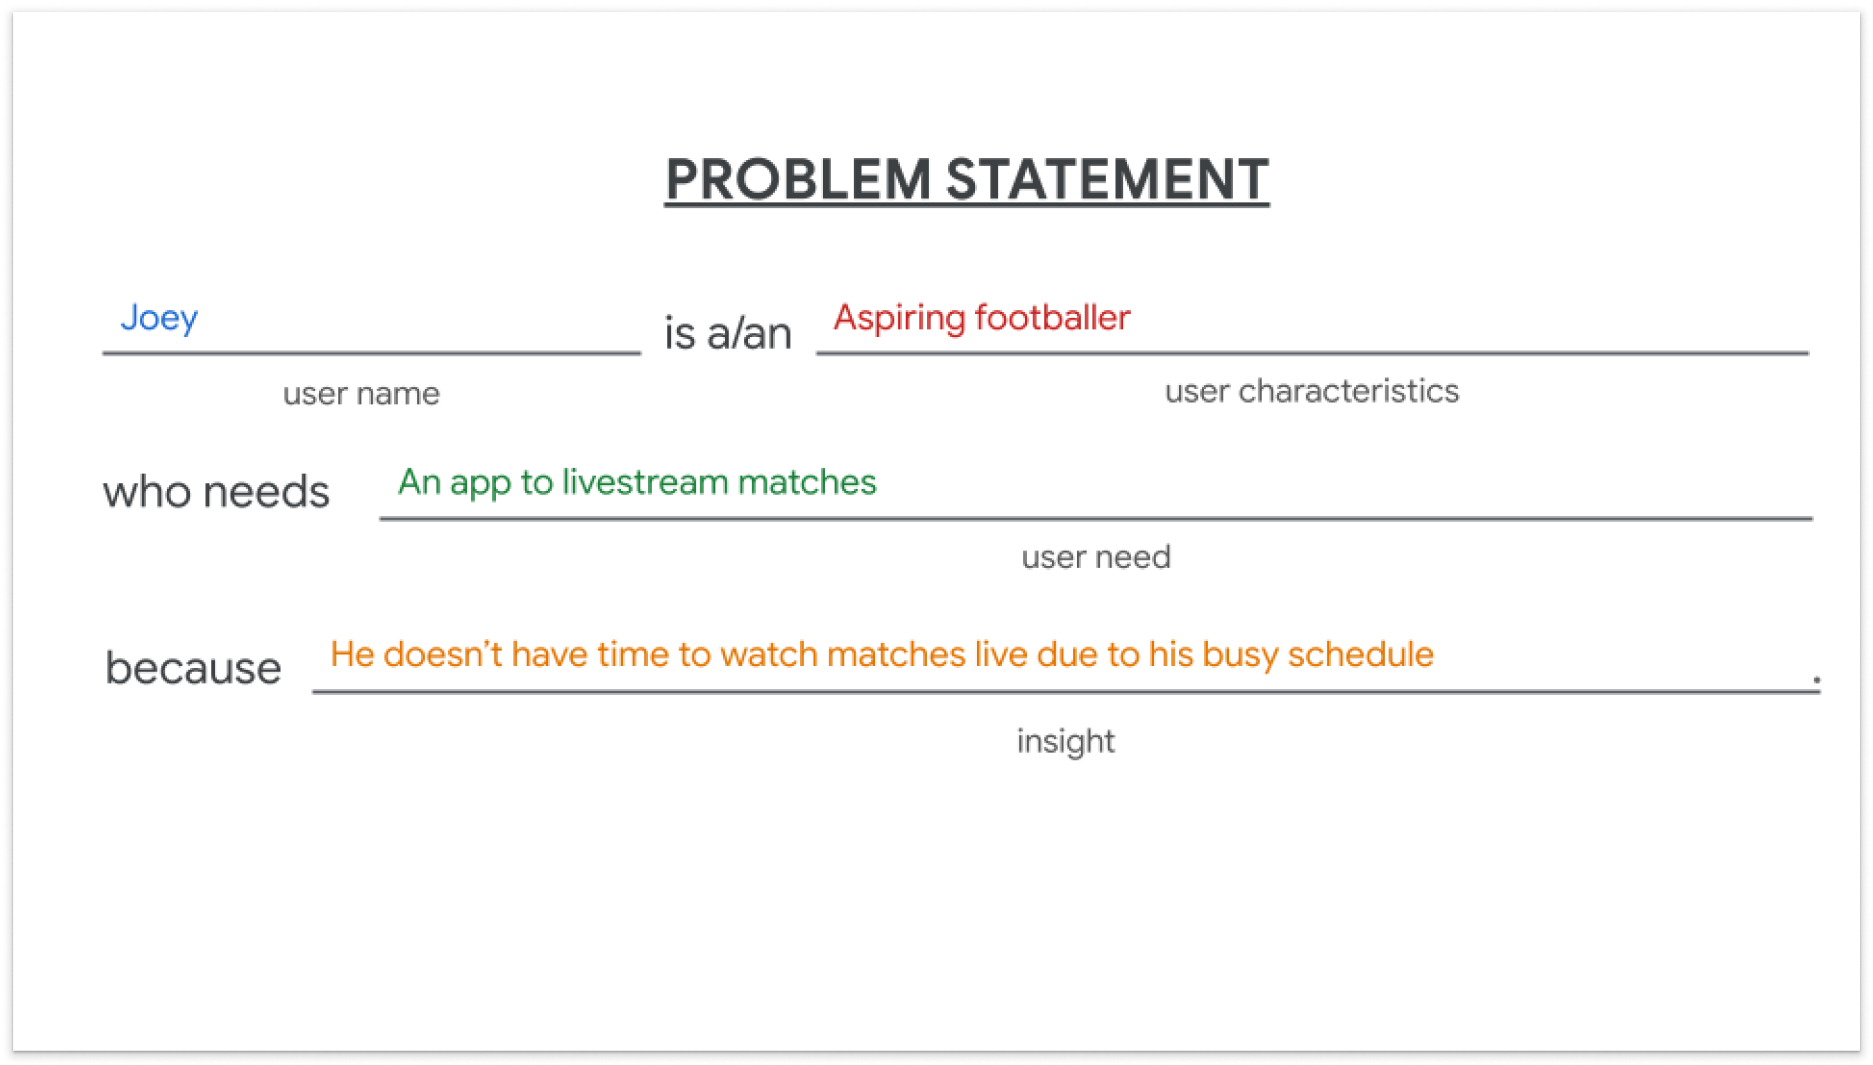 PROBLEM STATEMENT
Joey is a/an Aspiring footballer
user name user characteristics
who needs An app to livestream matches
user need
because He doesn’t have time to watch matches live due to his busy schedule .
insight